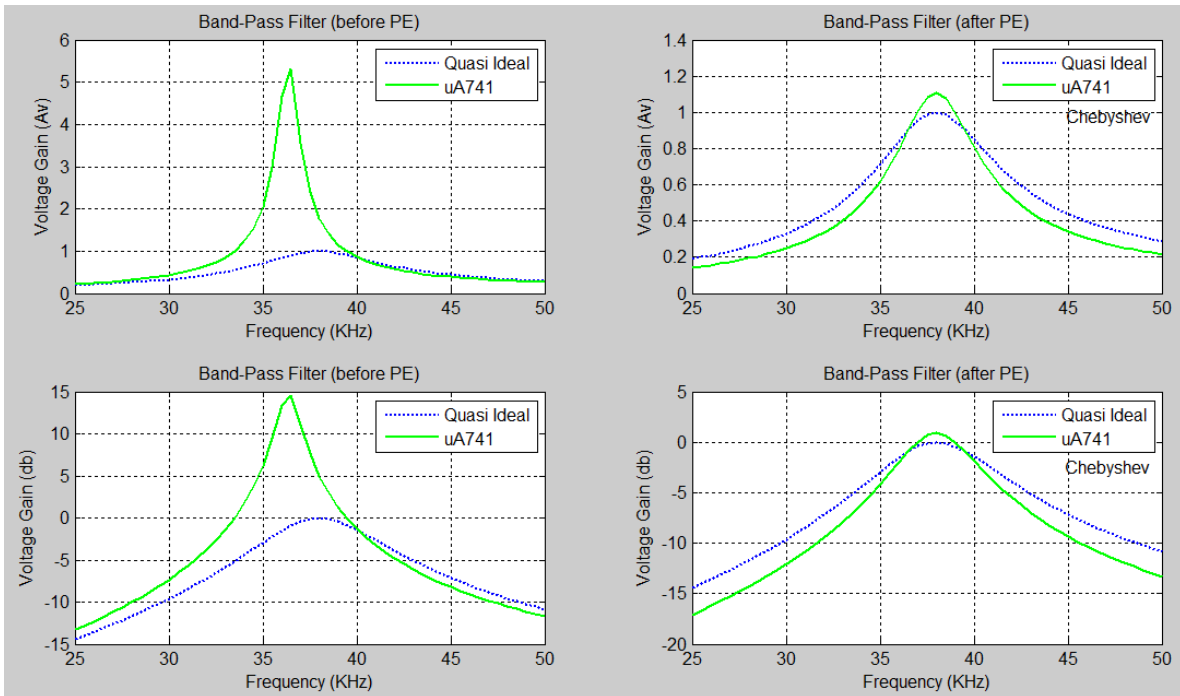 Band-Pass Filter (before PE)
6
5
4
3
2
1
0
Voltage Gain (Av)
Quasi Ideal
uA741
25 30 35 40 45 50
Frequency (KHz)
Band-Pass Filter (after PE)
1.4
1.2
1
0.8
0.6
0.4
0.2
0
Voltage Gain (Av)
Quasi Ideal
uA741
Chebyshev
25 30 35 40 45 50
Frequency (KHz)
Band-Pass Filter (before PE)
15
10
5
0
-5
-10
-15
Voltage Gain (db)
Quasi Ideal
uA741
25 30 35 40 45 50
Frequency (KHz)
Band-Pass Filter (after PE)
5
0
-5
-10
-15
-20
Voltage Gain (db)
Quasi Ideal
uA741
Chebyshev
25 30 35 40 45 50
Frequency (KHz)